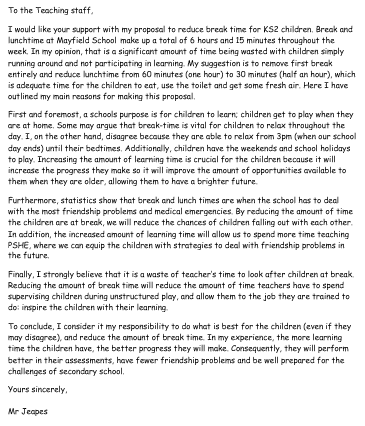 To the Teaching staff,
I would like your support with my proposal to reduce break time for KS2 children. Break and
lunchtime at Mayfield School make up a total of 6 hours and 15 minutes throughout the
week. In my opinion, that is a significant amount of time being wasted with children simply
running around and not participating in learning. My suggestion is to remove first break
entirely and reduce lunchtime from 60 minutes (one hour) to 30 minutes (half an hour), which
is adequate time for the children to eat, use the toilet and get some fresh air. Here I have
outlined my main reasons for making this proposal.
First and foremost, a schools purpose is for children to learn; children get to play when they
are at home. Some may argue that break-time is vital for children to relax throughout the
day. I, on the other hand, disagree because they are able to relax from 3pm (when our school
day ends) until their bedtimes. Additionally, children have the weekends and school holidays
to play. Increasing the amount of learning time is crucial for the children because it will
increase the progress they make so it will improve the amount of opportunities available to
them when they are older, allowing them to have a brighter future.
Furthermore, statistics show that break and lunch times are when the school has to deal
with the most friendship problems and medical emergencies. By reducing the amount of time
the children are at break, we will reduce the chances of children falling out with each other.
In addition, the increased amount of learning time will allow us to spend more time teaching
PSHE, where we can equip the children with strategies to deal with friendship problems in
the future.
Finally, I strongly believe that it is a waste of teacher's time to look after children at break.
Reducing the amount of break time will reduce the amount of time teachers have to spend
supervising children during unstructured play, and allow them to the job they are trained to
do: inspire the children with their learning.
To conclude, I consider it my responsibility to do what is best for the children (even if they
may disagree), and reduce the amount of break time. In my experience, the more learning
time the children have, the better progress they will make. Consequently, they will perform
better in their assessments, have fewer friendship problems and be well prepared for the
challenges of secondary school.
Yours sincerely,
Mr Jeapes